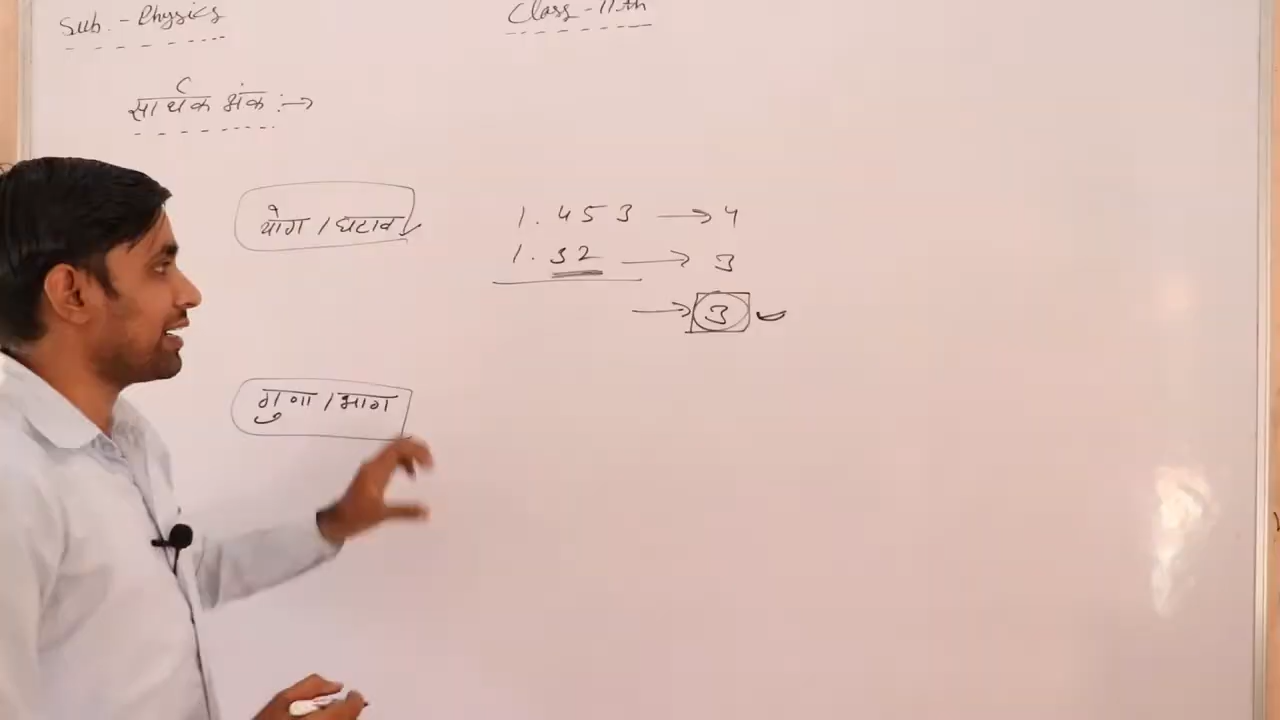 Sub. - Physics
Class - 11th
सार्थक अंक :→
योग / घटाव
1.453 → 4
1.32 → 3
→ 3
गुणा / भाग